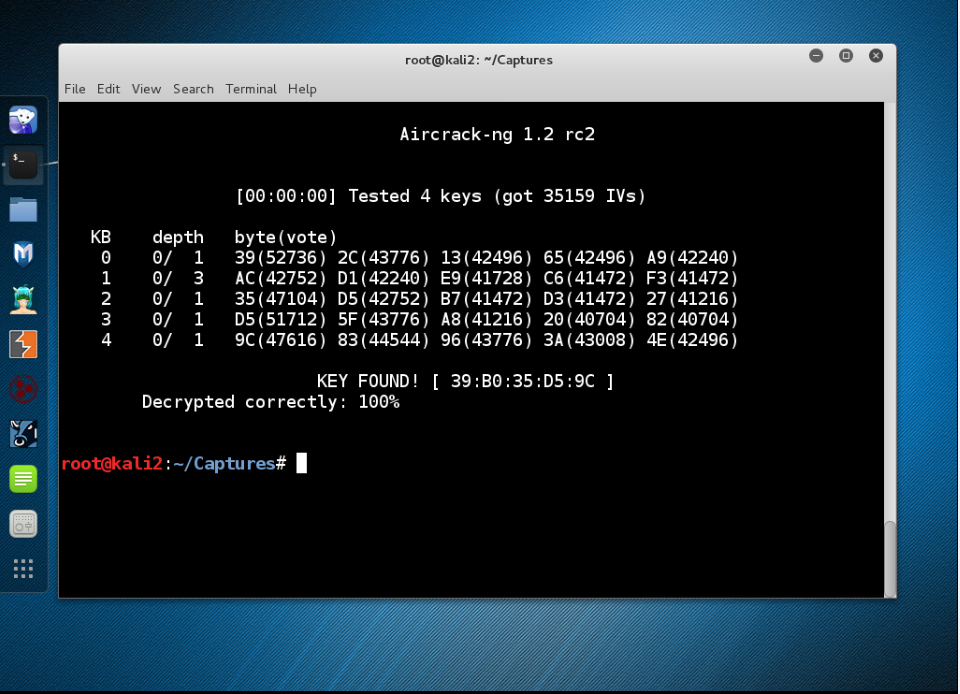 root@kali2: ~/Captures
File Edit View Search Terminal Help
Aircrack-ng 1.2 rc2
[00:00:00] Tested 4 keys (got 35159 IVs)
KB depth byte(vote)
0 0/ 1 39(52736) 2C(43776) 13(42496) 65(42496) A9(42240)
1 0/ 3 AC(42752) D1(42240) E9(41728) C6(41472) F3(41472)
2 0/ 1 35(47104) D5(42752) B7(41472) D3(41472) 27(41216)
3 0/ 1 D5(51712) 5F(43776) A8(41216) 20(40704) 82(40704)
4 0/ 1 9C(47616) 83(44544) 96(43776) 3A(43008) 4E(42496)
KEY FOUND! [ 39:B0:35:D5:9C ]
Decrypted correctly: 100%
root@kali2:~/Captures#